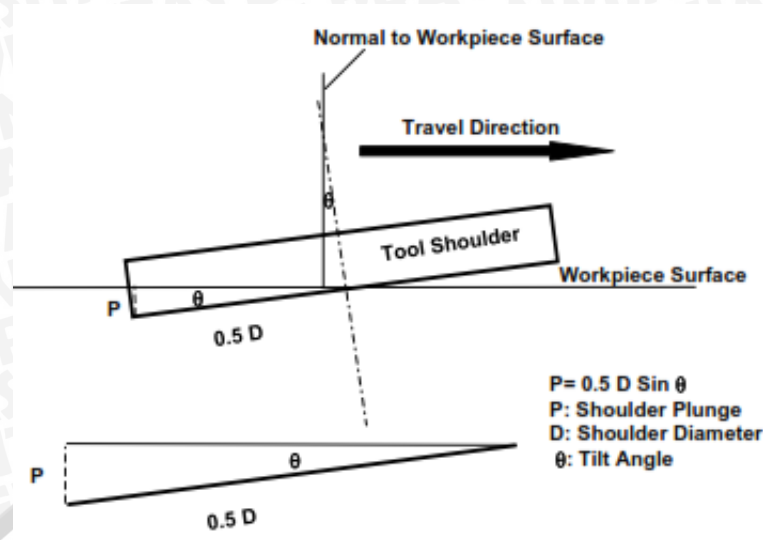 Normal to Workpiece Surface
Travel Direction
θ
Tool Shoulder
Workpiece Surface
P
θ
0.5 D
P= 0.5 D Sin θ
P: Shoulder Plunge
D: Shoulder Diameter
θ: Tilt Angle
θ
P
0.5 D